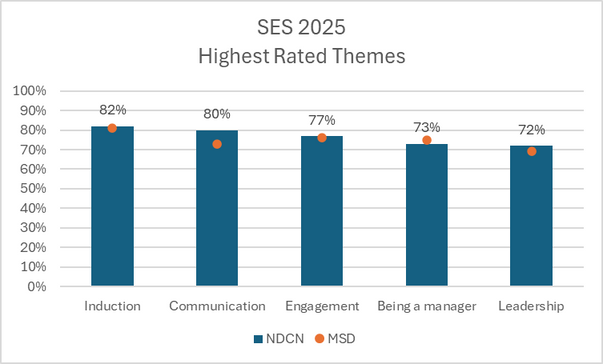 SES 2025
Highest Rated Themes
100%
90%
80%
70%
60%
50%
40%
30%
20%
10%
0%
82%
80%
77%
73%
72%
Induction
Communication
Engagement
Being a manager
Leadership
NDCN
MSD